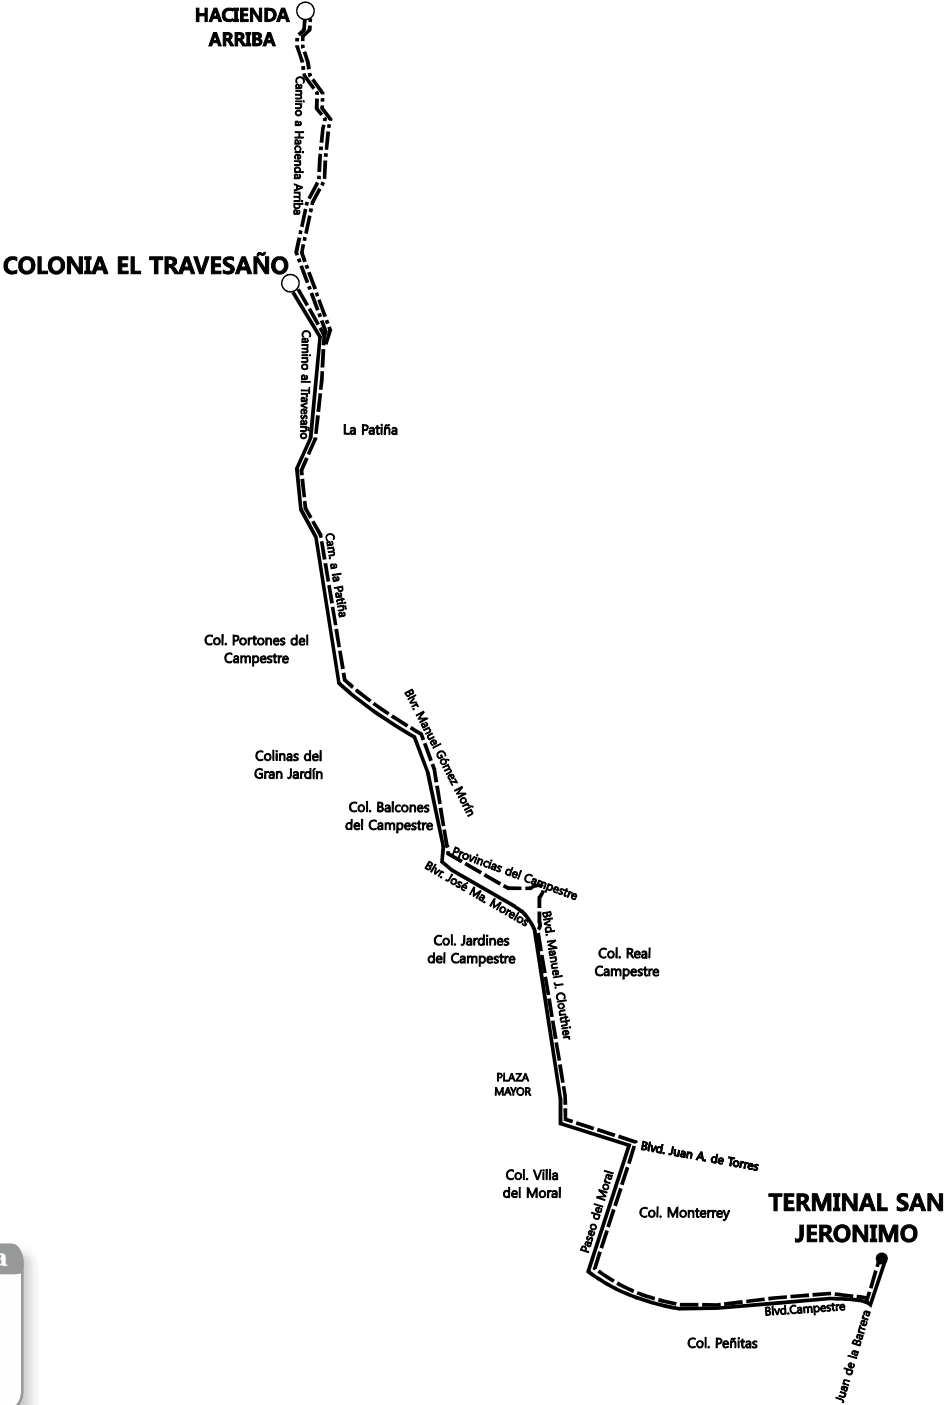 HACIENDA
ARRIBA
Camino a Hacienda Arriba
COLONIA EL TRAVESAÑO
Camino al Travesaño
La Patiña
Cam. a la Patiña
Col. Portones del
Campestre
Blvr. Manuel Gómez Morín
Colinas del
Gran Jardín
Col. Balcones
del Campestre
Provincias del Campestre
Blvr. José Ma. Morelos
Blvd. Manuel J. Clouthier
Col. Jardines
del Campestre
Col. Real
Campestre
PLAZA
MAYOR
Blvd. Juan A. de Torres
Col. Villa
del Moral
Paseo del Moral
Col. Monterrey
TERMINAL SAN
JERONIMO
Blvd.Campestre
Juan de la Barrera
Col. Peñitas
a